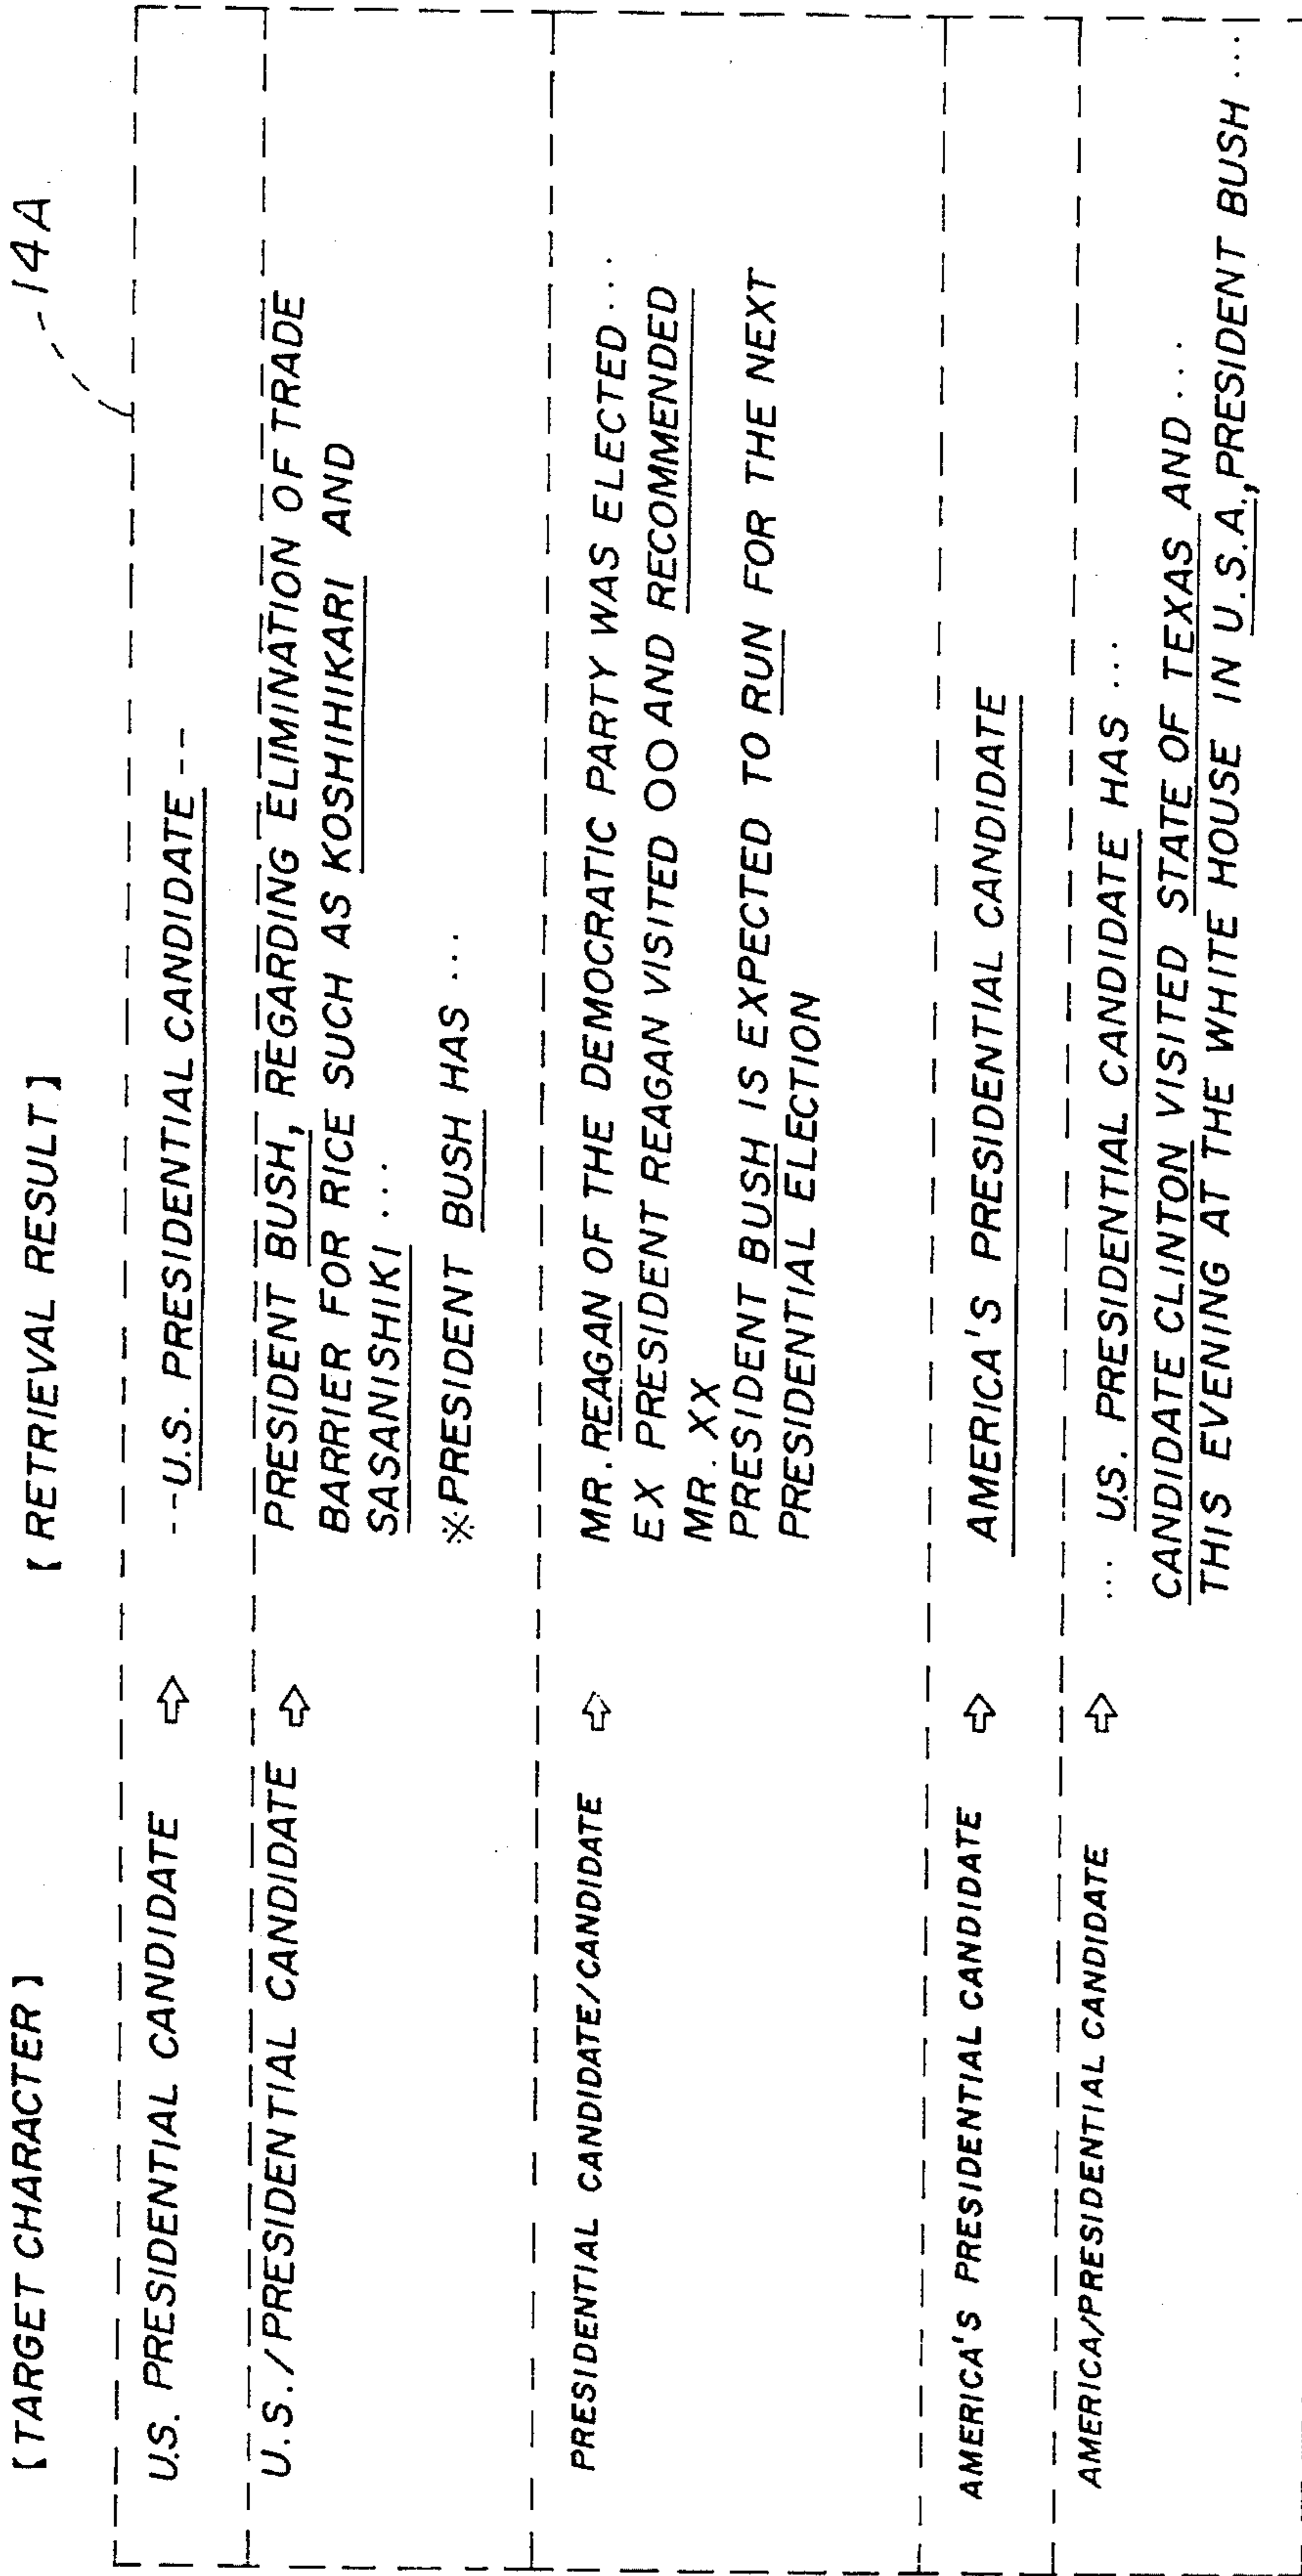 [TARGET CHARACTER] [RETRIEVAL RESULT]
14A
U.S. PRESIDENTIAL CANDIDATE ⇨ --U.S. PRESIDENTIAL CANDIDATE--
U.S./PRESIDENTIAL CANDIDATE ⇨ PRESIDENT BUSH, REGARDING ELIMINATION OF TRADE
BARRIER FOR RICE SUCH AS KOSHIHIKARI AND
SASANISHIKI ...
※PRESIDENT BUSH HAS ...
PRESIDENTIAL CANDIDATE/CANDIDATE ⇨ MR. REAGAN OF THE DEMOCRATIC PARTY WAS ELECTED...
EX PRESIDENT REAGAN VISITED OO AND RECOMMENDED
MR. XX
PRESIDENT BUSH IS EXPECTED TO RUN FOR THE NEXT
PRESIDENTIAL ELECTION
AMERICA'S PRESIDENTIAL CANDIDATE ⇨ AMERICA'S PRESIDENTIAL CANDIDATE
AMERICA/PRESIDENTIAL CANDIDATE ⇨ ... U.S. PRESIDENTIAL CANDIDATE HAS ...
CANDIDATE CLINTON VISITED STATE OF TEXAS AND...
THIS EVENING AT THE WHITE HOUSE IN U.S.A., PRESIDENT BUSH ...